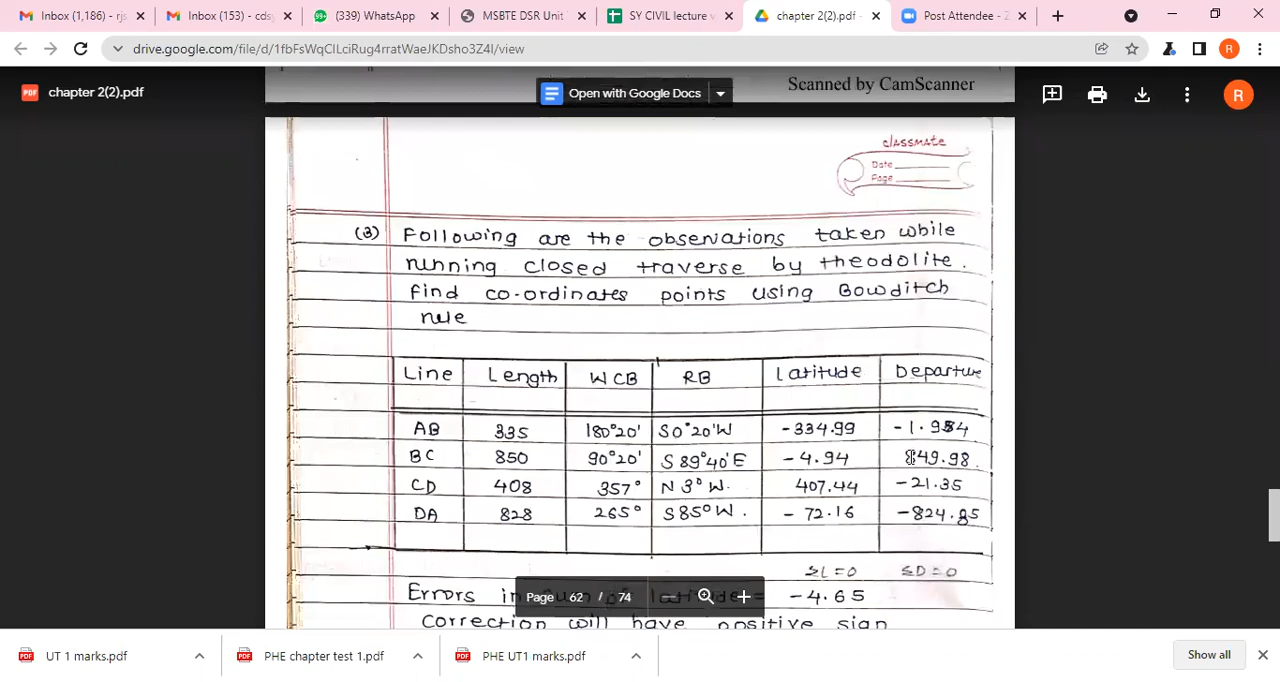 Inbox (1,186) - rjs
Inbox (153) - cdsy
(339) WhatsApp
MSBTE DSR Unit
SY CIVIL lecture
chapter 2(2).pdf -
Post Attendee - Z
drive.google.com/file/d/1fbFsWqClLciRug4rratWaeJKDsho3Z4l/view
R
PDF
chapter 2(2).pdf
Open with Google Docs
Scanned by CamScanner
R
classmate
Date
Page
(3) Following are the observations taken while
running closed traverse by theodolite.
find co-ordinates points using Bowditch
rule
Line Length WCB RB Latitude Departure
AB 335 180°20' S0°20'W -334.99 -1.954
BC 850 90°20' S 89°40'E -4.94 849.98
CD 408 357° N 3° W. 407.44 -21.35
DA 828 265° S85°W. -72.16 -824.85
ΣL=0 ΣD=0
Errors in latitude = -4.65
Page 62 / 74
correction will have positive sign
UT 1 marks.pdf
PHE chapter test 1.pdf
PHE UT1 marks.pdf
Show all